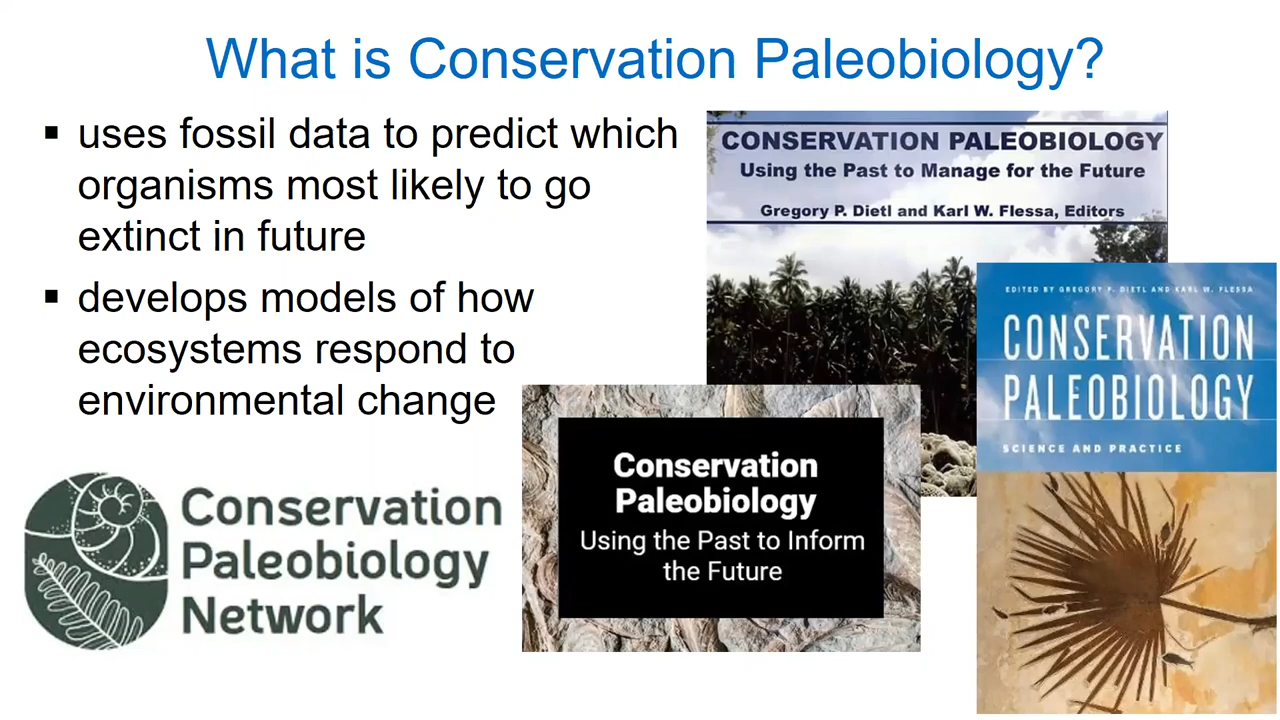 What is Conservation Paleobiology?
▪ uses fossil data to predict which
organisms most likely to go
extinct in future
▪ develops models of how
ecosystems respond to
environmental change
CONSERVATION PALEOBIOLOGY
Using the Past to Manage for the Future
Gregory P. Dietl and Karl W. Flessa, Editors
EDITED BY GREGORY P. DIETL AND KARL W. FLESSA
CONSERVATION
PALEOBIOLOGY
SCIENCE AND PRACTICE
Conservation
Paleobiology
Using the Past to Inform
the Future
Conservation
Paleobiology
Network